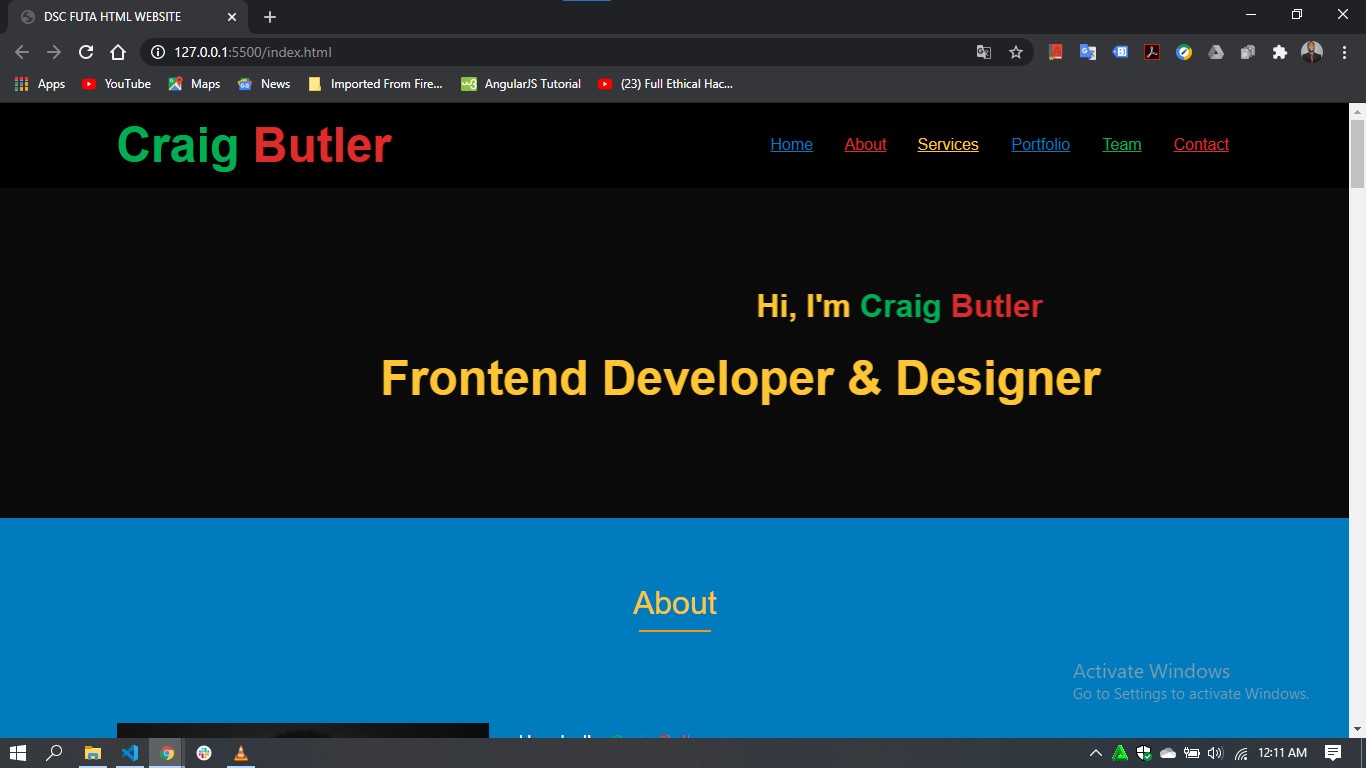 DSC FUTA HTML WEBSITE
127.0.0.1:5500/index.html
Apps YouTube Maps News Imported From Fire... AngularJS Tutorial (23) Full Ethical Hac...
Craig Butler
Home About Services Portfolio Team Contact
Hi, I'm Craig Butler
Frontend Developer & Designer
About
Activate Windows
Go to Settings to activate Windows.
12:11 AM